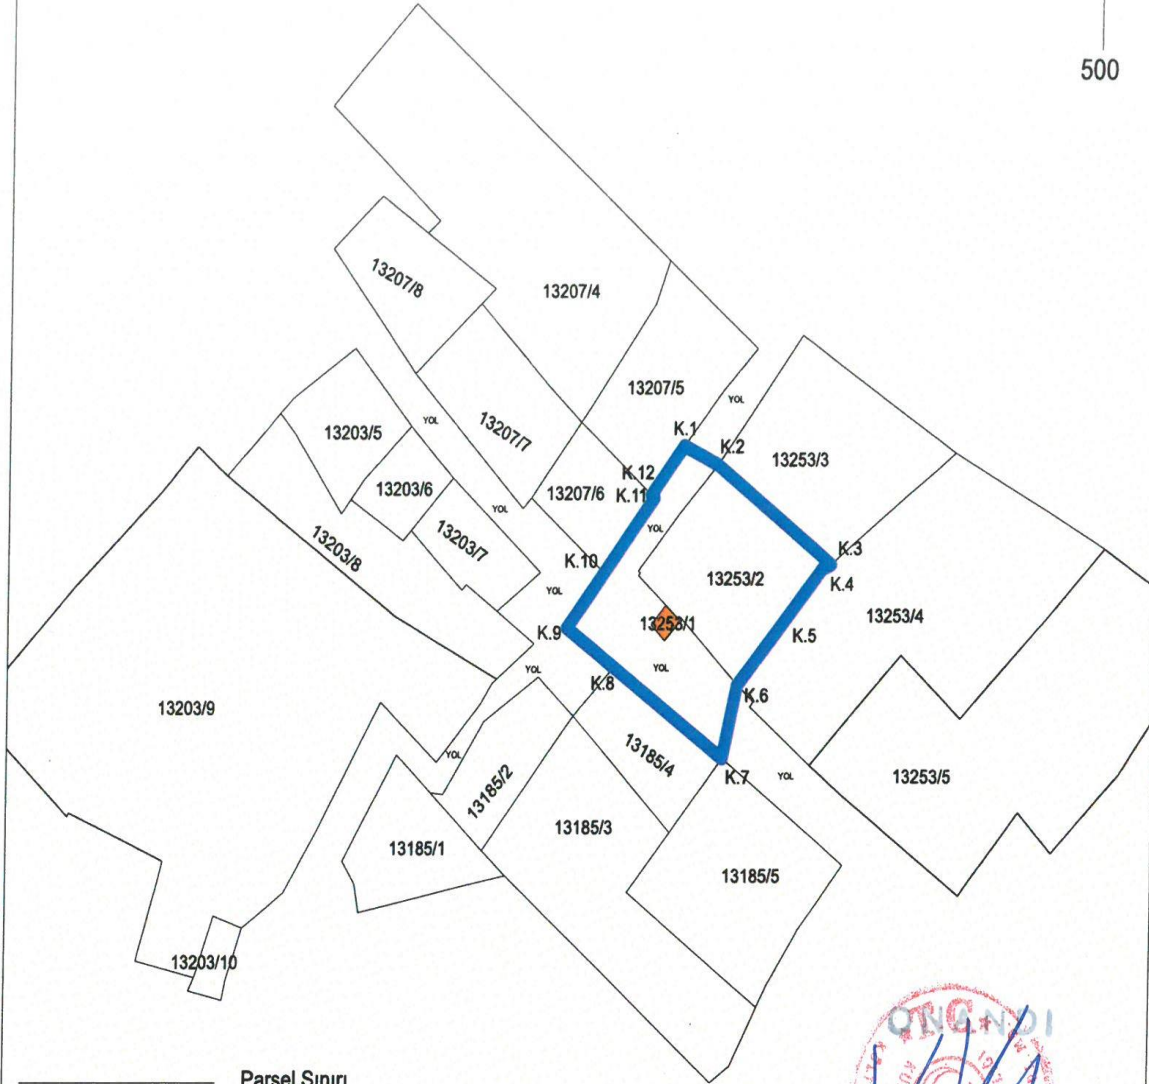 500
13207/8
13207/4
13207/5
YOL
13203/5
YOL
13207/7
K.1
K.2
13253/3
K.12
13203/6
K.11
13207/6
YOL
YOL
13203/7
13203/8
K.3
K.10
13253/2
K.4
YOL
13253/1
13253/4
K.9
K.5
YOL
YOL
K.8
K.6
13203/9
YOL
13185/4
13185/2
K.7
YOL
13253/5
13185/3
13185/1
13185/5
13203/10
ONANDI
T.C.
Parsel Sınırı